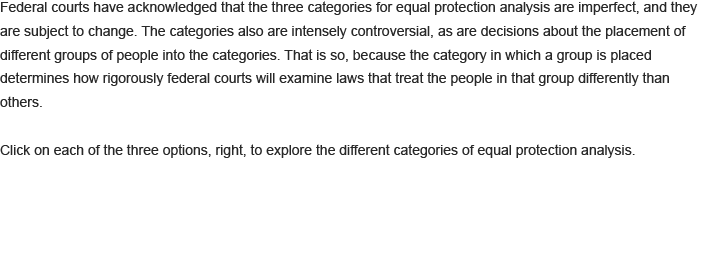 Federal courts have acknowledged that the three categories for equal protection analysis are imperfect, and they
are subject to change. The categories also are intensely controversial, as are decisions about the placement of
different groups of people into the categories. That is so, because the category in which a group is placed
determines how rigorously federal courts will examine laws that treat the people in that group differently than
others.
Click on each of the three options, right, to explore the different categories of equal protection analysis.